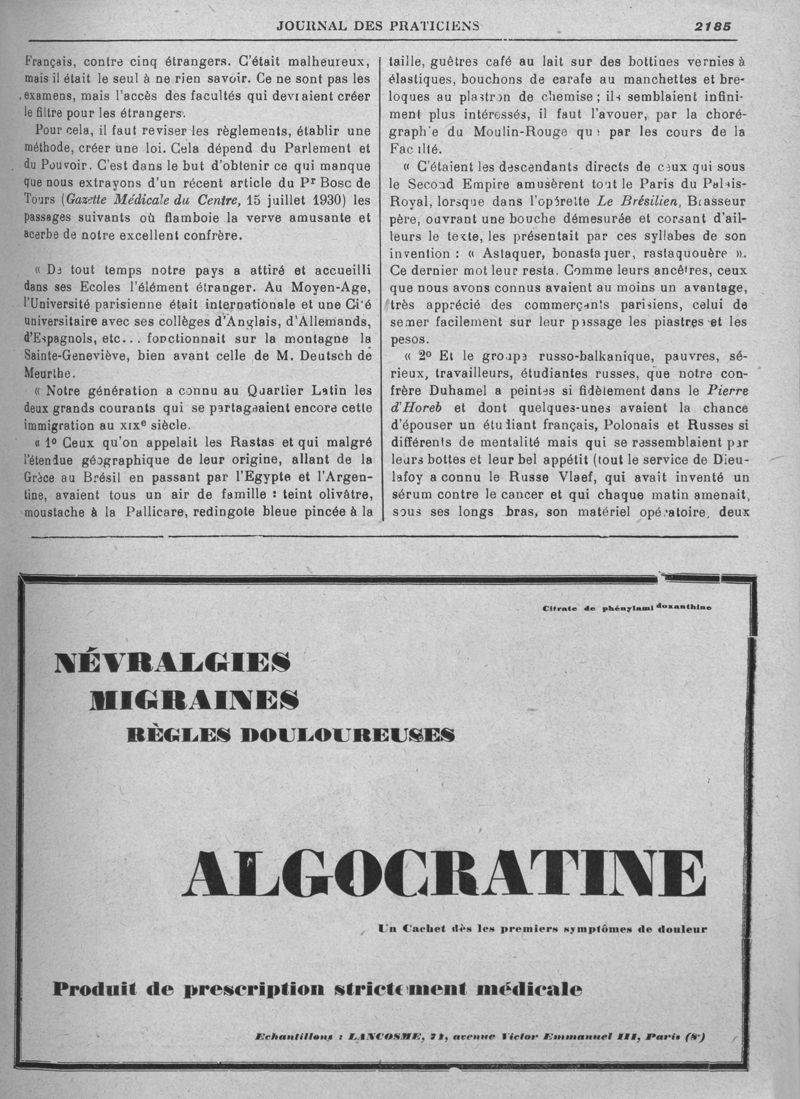 JOURNAL DES PRATICIENS 2185
Français, contre cinq étrangers. C'était malheureux,
mais il était le seul à ne rien savoir. Ce ne sont pas les
examens, mais l'accès des facultés qui devraient créer
le filtre pour les étrangers.
Pour cela, il faut reviser les règlements, établir une
méthode, créer une loi. Cela dépend du Parlement et
du Pouvoir. C'est dans le but d'obtenir ce qui manque
que nous extrayons d'un récent article du Pr Bosc de
Tours (Gazette Médicale du Centre, 15 juillet 1930) les
passages suivants où flamboie la verve amusante et
acerbe de notre excellent confrère.
« De tout temps notre pays a attiré et accueilli
dans ses Ecoles l'élément étranger. Au Moyen-Age,
l'Université parisienne était internationale et une Cité
universitaire avec ses collèges d'Anglais, d'Allemands,
d'Espagnols, etc... fonctionnait sur la montagne la
Sainte-Geneviève, bien avant celle de M. Deutsch de
Meurthe.
« Notre génération a connu au Quartier Latin les
deux grands courants qui se partageaient encore cette
immigration au XIXe siècle.
« 1o Ceux qu'on appelait les Rastas et qui malgré
l'étendue géographique de leur origine, allant de la
Grèce au Brésil en passant par l'Egypte et l'Argen-
tine, avaient tous un air de famille : teint olivâtre,
moustache à la Pallicare, redingote bleue pincée à la
taille, guêtres café au lait sur des bottines vernies à
élastiques, bouchons de carafe au manchettes et bre-
loques au plastron de chemise ; ils semblaient infini-
ment plus intéressés, il faut l'avouer, par la choré-
graphie du Moulin-Rouge que par les cours de la
Faculté.
« C'étaient les descendants directs de ceux qui sous
le Second Empire amusèrent tout le Paris du Palais-
Royal, lorsque dans l'opérette Le Brésilien, Brasseur
père, ouvrant une bouche démesurée et corsant d'ail-
leurs le texte, les présentait par ces syllabes de son
invention : « Astaquer, bonastaquer, rastaquouère ».
Ce dernier mot leur resta. Comme leurs ancêtres, ceux
que nous avons connus avaient au moins un avantage,
très apprécié des commerçants parisiens, celui de
semer facilement sur leur passage les piastres et les
pesos.
« 2o Et le groupe russo-balkanique, pauvres, sé-
rieux, travailleurs, étudiantes russes, que notre con-
frère Duhamel a peintes si fidèlement dans le Pierre
d'Horeb et dont quelques-unes avaient la chance
d'épouser un étudiant français, Polonais et Russes si
différents de mentalité mais qui se rassemblaient par
leurs bottes et leur bel appétit (tout le service de Dieu-
lafoy a connu le Russe Vlaef, qui avait inventé un
sérum contre le cancer et qui chaque matin amenait,
sous ses longs bras, son matériel opératoire, deux
Citrate de phénylamidoxanthine
NÉVRALGIES
MIGRAINES
RÈGLES DOULOUREUSES
ALGOCRATINE
Un Cachet dès les premiers symptômes de douleur
Produit de prescription strictement médicale
Echantillons : LANCOSME, 71, avenue Victor Emmanuel III, Paris (8e)